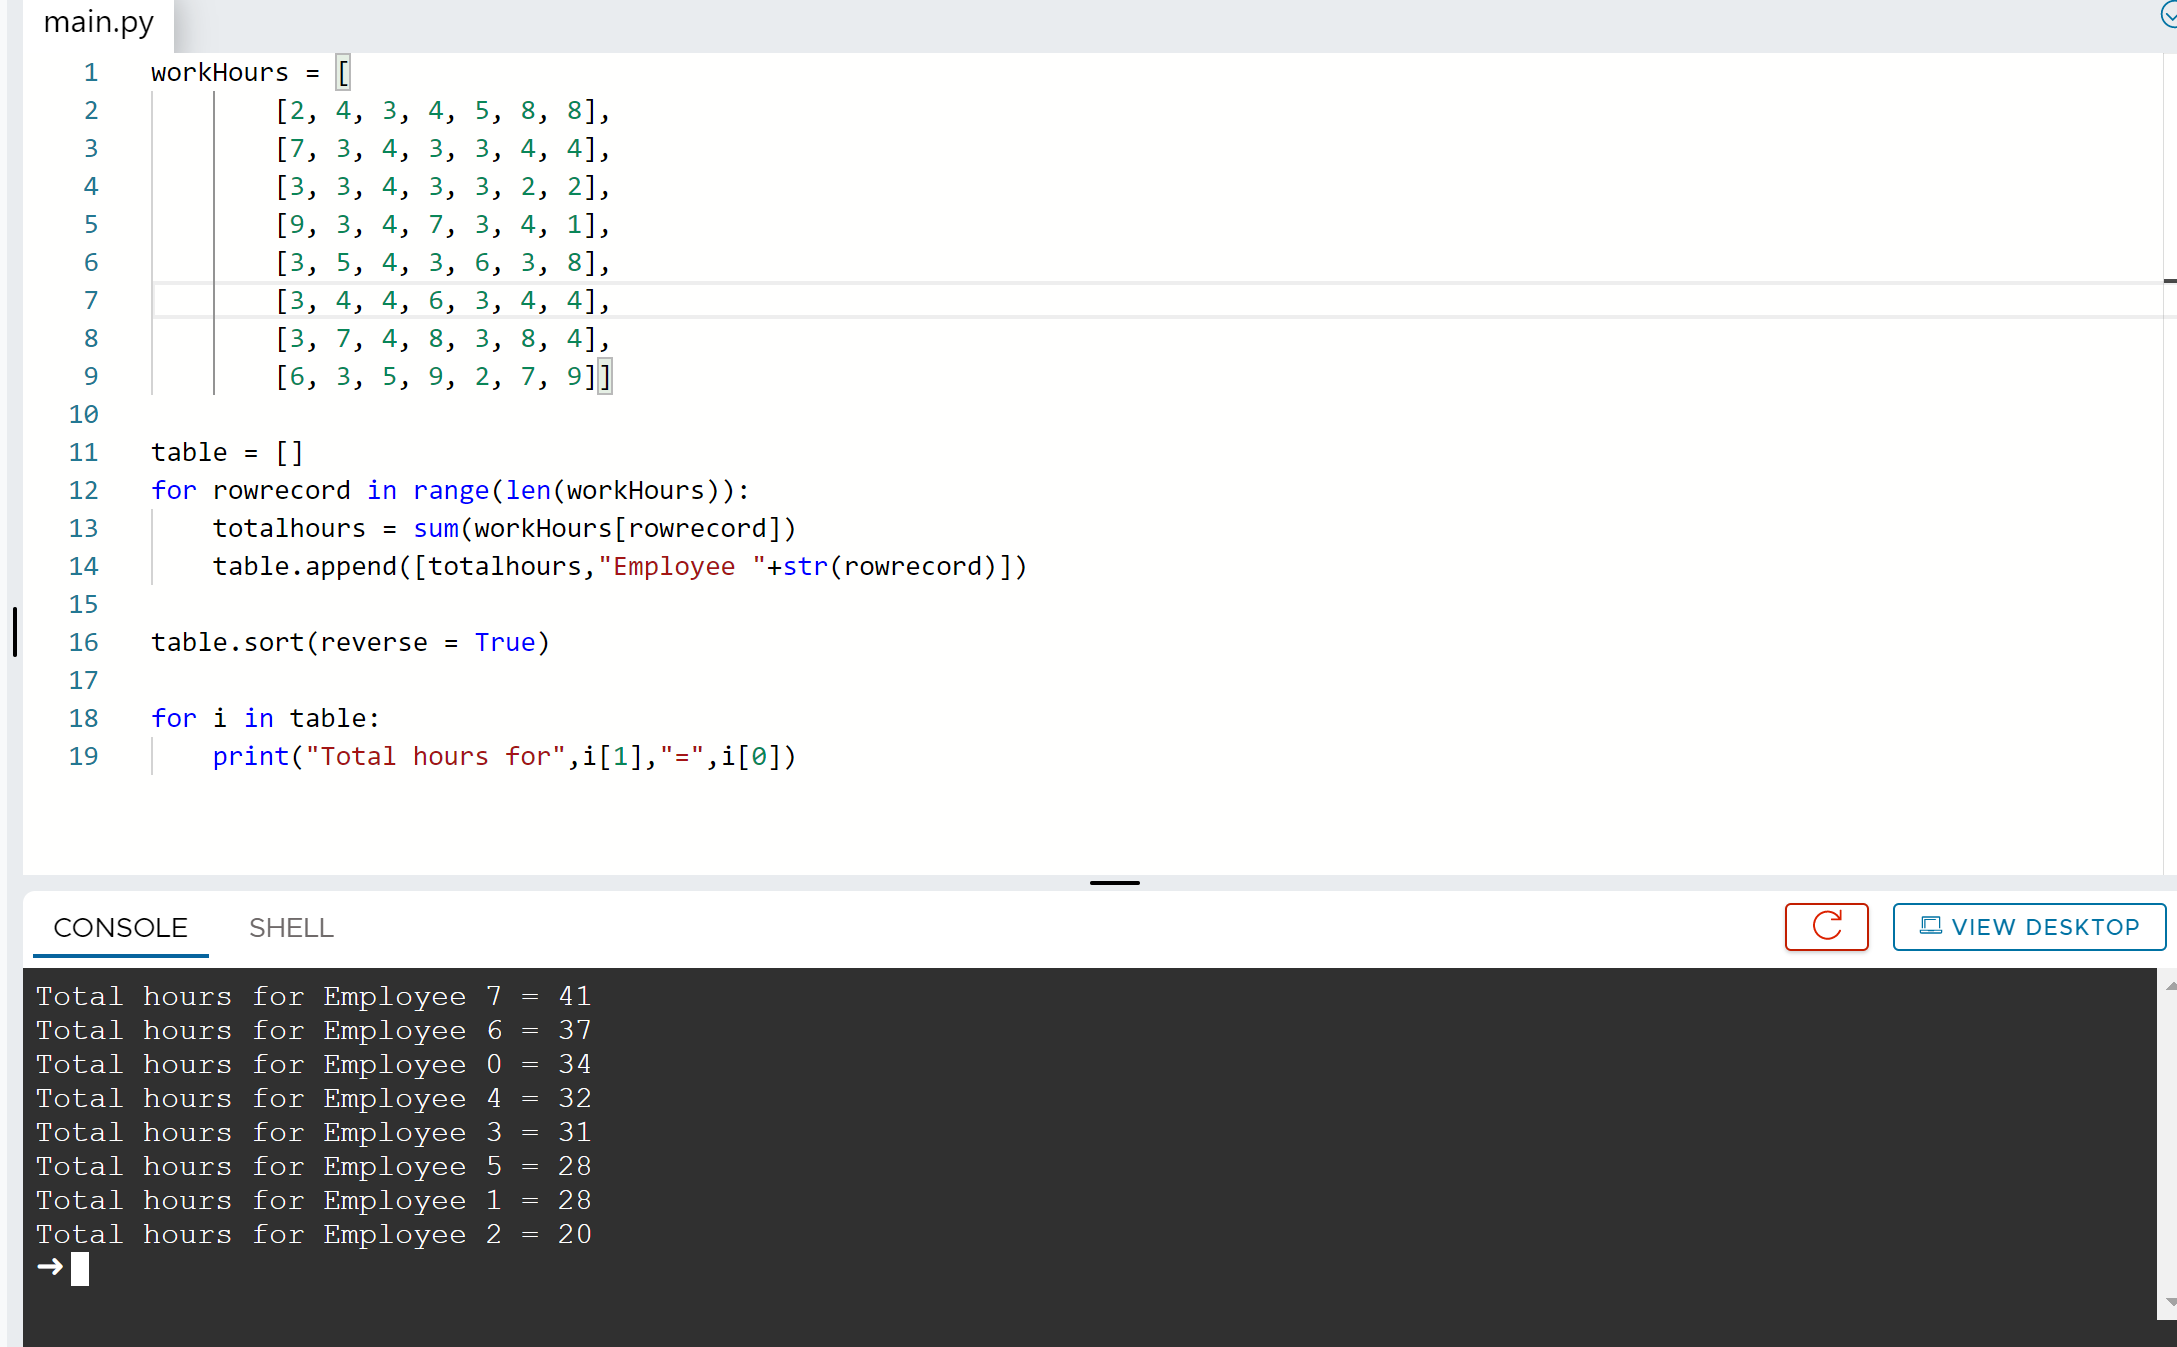 main.py
1 workHours = [
2         [2, 4, 3, 4, 5, 8, 8],
3         [7, 3, 4, 3, 3, 4, 4],
4         [3, 3, 4, 3, 3, 2, 2],
5         [9, 3, 4, 7, 3, 4, 1],
6         [3, 5, 4, 3, 6, 3, 8],
7         [3, 4, 4, 6, 3, 4, 4],
8         [3, 7, 4, 8, 3, 8, 4],
9         [6, 3, 5, 9, 2, 7, 9]]
10
11 table = []
12 for rowrecord in range(len(workHours)):
13     totalhours = sum(workHours[rowrecord])
14     table.append([totalhours,"Employee "+str(rowrecord)])
15
16 table.sort(reverse = True)
17
18 for i in table:
19     print("Total hours for",i[1],"=",i[0])
CONSOLE SHELL VIEW DESKTOP
Total hours for Employee 7 = 41
Total hours for Employee 6 = 37
Total hours for Employee 0 = 34
Total hours for Employee 4 = 32
Total hours for Employee 3 = 31
Total hours for Employee 5 = 28
Total hours for Employee 1 = 28
Total hours for Employee 2 = 20
➜